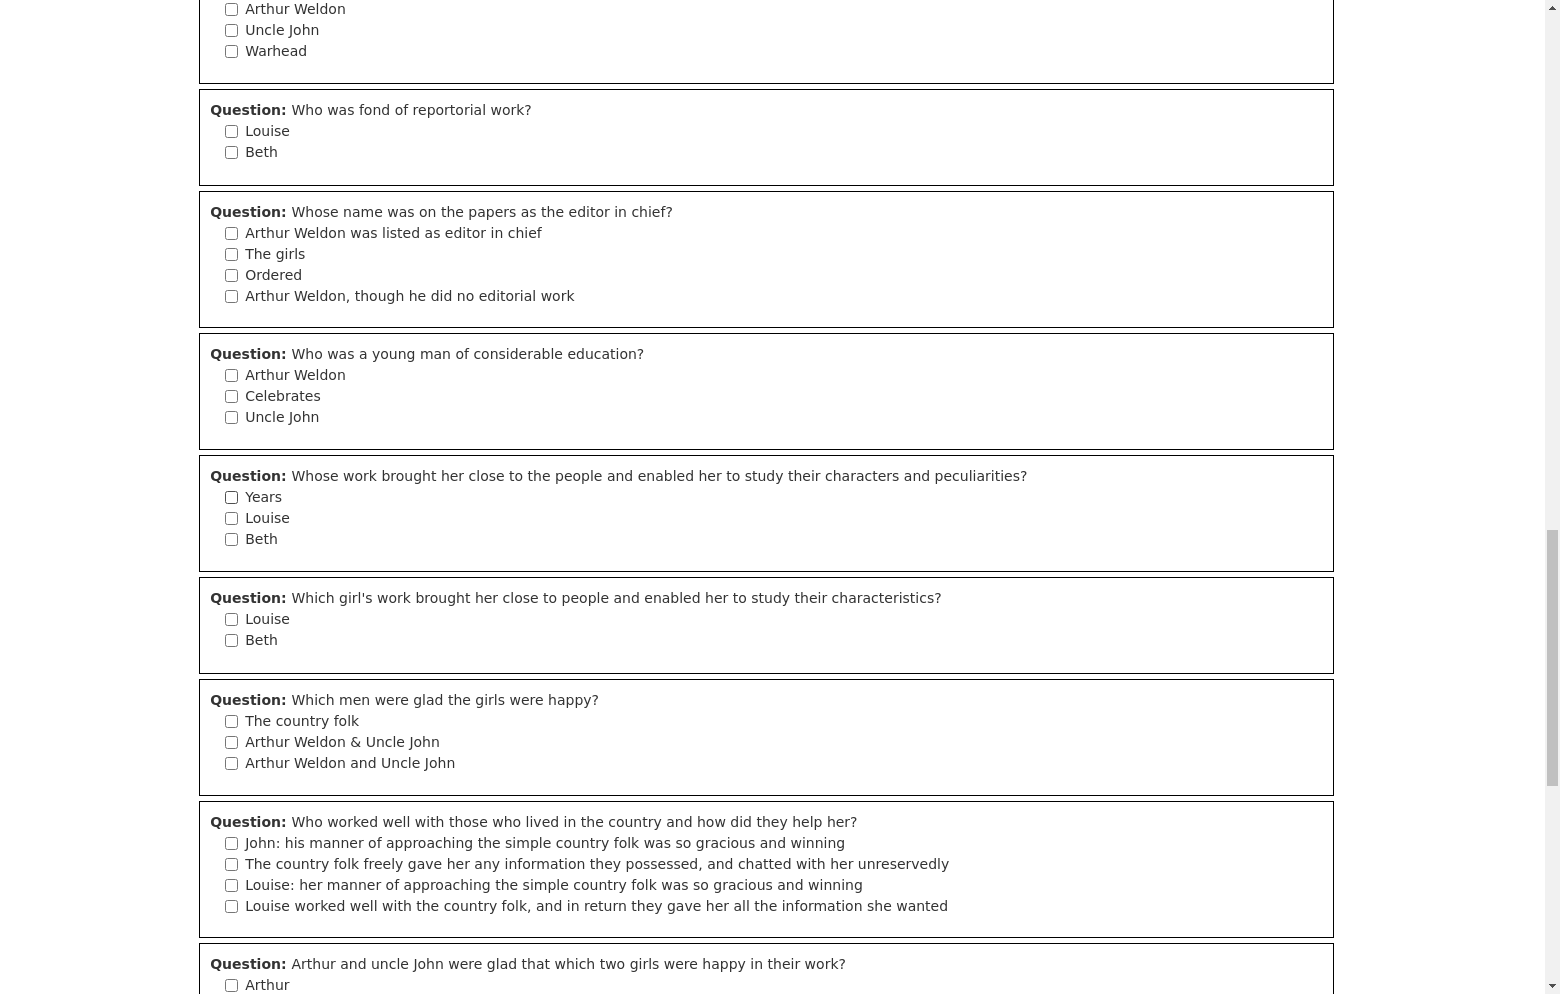 Arthur Weldon
Uncle John
Warhead
Question: Who was fond of reportorial work?
Louise
Beth
Question: Whose name was on the papers as the editor in chief?
Arthur Weldon was listed as editor in chief
The girls
Ordered
Arthur Weldon, though he did no editorial work
Question: Who was a young man of considerable education?
Arthur Weldon
Celebrates
Uncle John
Question: Whose work brought her close to the people and enabled her to study their characters and peculiarities?
Years
Louise
Beth
Question: Which girl's work brought her close to people and enabled her to study their characteristics?
Louise
Beth
Question: Which men were glad the girls were happy?
The country folk
Arthur Weldon & Uncle John
Arthur Weldon and Uncle John
Question: Who worked well with those who lived in the country and how did they help her?
John: his manner of approaching the simple country folk was so gracious and winning
The country folk freely gave her any information they possessed, and chatted with her unreservedly
Louise: her manner of approaching the simple country folk was so gracious and winning
Louise worked well with the country folk, and in return they gave her all the information she wanted
Question: Arthur and uncle John were glad that which two girls were happy in their work?
Arthur